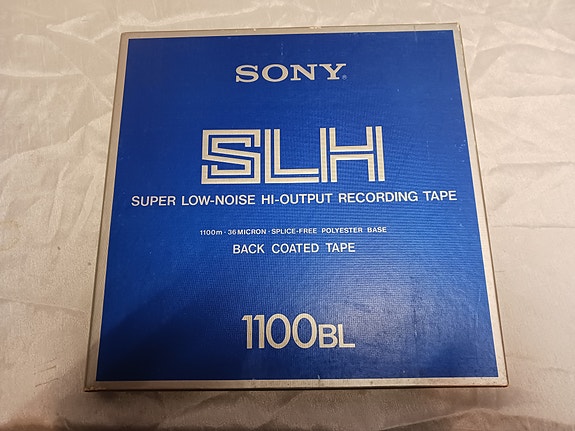 SONY®
SLH
SUPER LOW-NOISE HI-OUTPUT RECORDING TAPE
1100m · 36 MICRON · SPLICE-FREE POLYESTER BASE
BACK COATED TAPE
1100BL